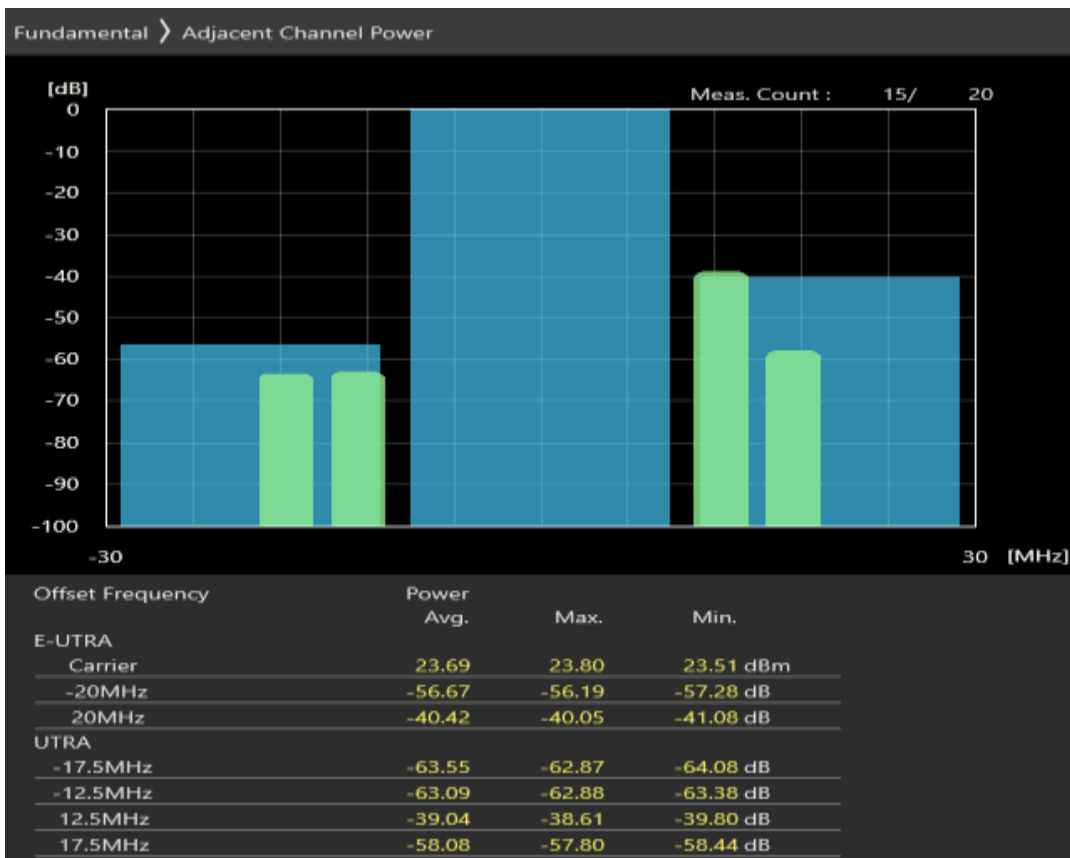 Fundamental ❯ Adjacent Channel Power
[dB]
Meas. Count : 15/ 20
0
-10
-20
-30
-40
-50
-60
-70
-80
-90
-100
-30 30 [MHz]
Offset Frequency Power
Avg. Max. Min.
E-UTRA
Carrier 23.69 23.80 23.51 dBm
-20MHz -56.67 -56.19 -57.28 dB
20MHz -40.42 -40.05 -41.08 dB
UTRA
-17.5MHz -63.55 -62.87 -64.08 dB
-12.5MHz -63.09 -62.88 -63.38 dB
12.5MHz -39.04 -38.61 -39.80 dB
17.5MHz -58.08 -57.80 -58.44 dB